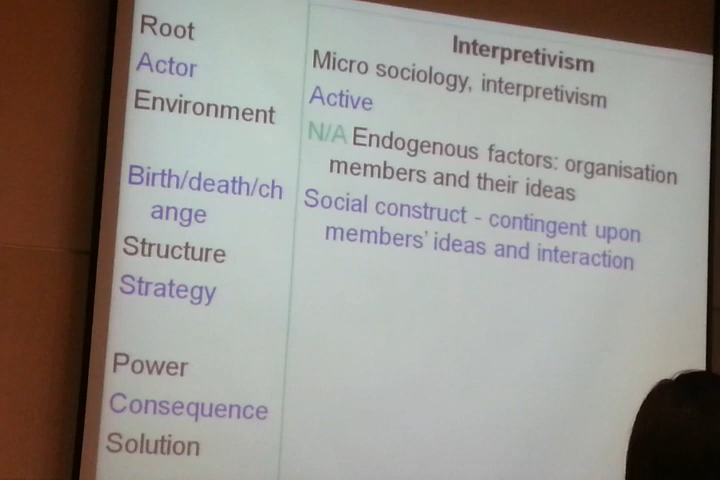 Interpretivism
Root
Micro sociology, interpretivism
Actor
Active
Environment
N/A Endogenous factors: organisation
members and their ideas
Birth/death/ch
ange
Social construct - contingent upon
members' ideas and interaction
Structure
Strategy
Power
Consequence
Solution